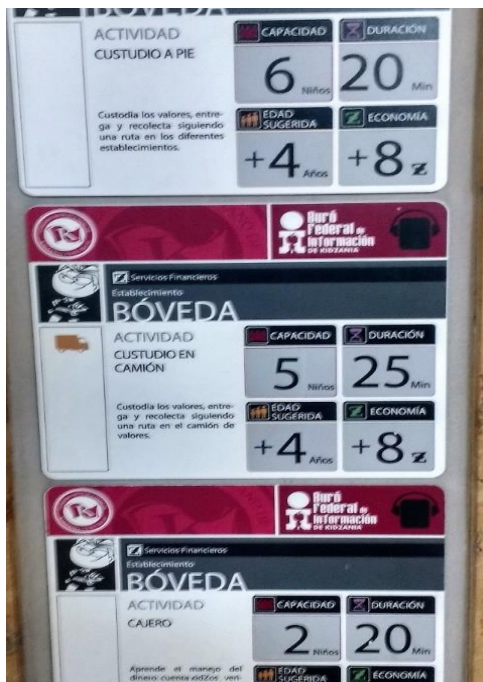 BÓVEDA
ACTIVIDAD
CUSTUDIO A PIE
Custodia los valores, entre-
ga y recolecta siguiendo
una ruta en los diferentes
establecimientos.
CAPACIDAD
6 Niños
DURACIÓN
20 Min
EDAD
SUGERIDA
+4 Años
ECONOMÍA
+8
Buró
Federal de
Información
DE KIDZANIA
Servicios Financieros
Establecimiento
BÓVEDA
ACTIVIDAD
CUSTUDIO EN
CAMIÓN
Custodia los valores, entre-
ga y recolecta siguiendo
una ruta en el camión de
valores.
CAPACIDAD
5 Niños
DURACIÓN
25 Min
EDAD
SUGERIDA
+4 Años
ECONOMÍA
+8
Buró
Federal de
Información
DE KIDZANIA
Servicios Financieros
Establecimiento
BÓVEDA
ACTIVIDAD
CAJERO
Aprende el manejo del
CAPACIDAD
2 Niños
DURACIÓN
20 Min
EDAD
SUGERIDA
ECONOMÍA